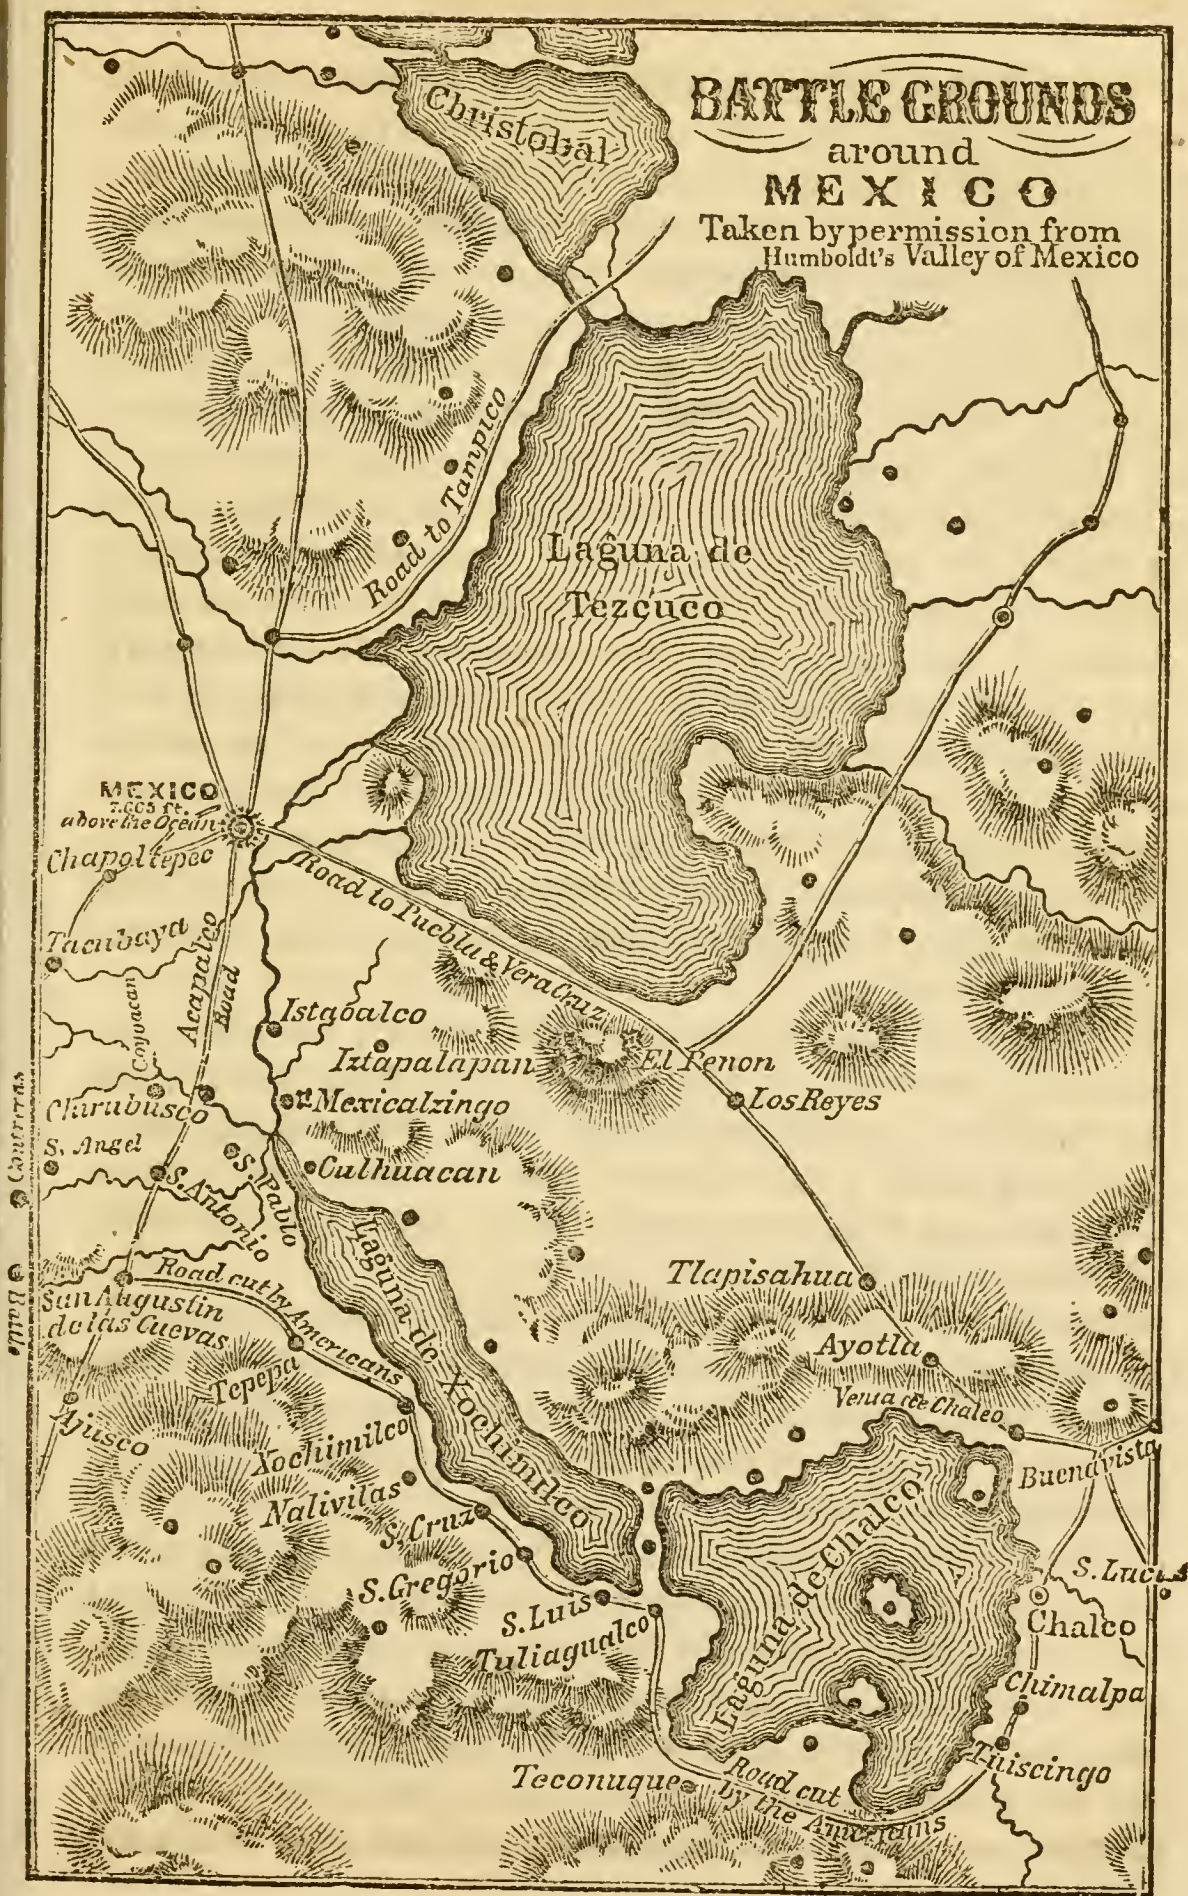 BATTLE GROUNDS
around
MEXICO
Taken by permission from
Humboldt's Valley of Mexico
Christobal
Road to Tampico
Laguna de
Tezcuco
MEXICO
above the Ocean
Chapoltepec
Road to Puebla & Vera Cruz
Tacubaya
Acapalco
Road
Coyoacan
Istaoalco
Iztapalapan
El Penon
Los Reyes
Mexicalzingo
Churubusco
S. Angel
Contreras
Culhuacan
S. Pablo
S. Antonio
Road cut by Americans
Laguna de Xochimilco
San Augustin
de las Cuevas
Tlapisahua
Ayotla
Venta de Chalco
Buenavista
Tepepa
Ajusco
Xochimilco
Nalivitas
S. Cruz
S. Gregorio
S. Luis
Tuliagualco
Laguna de Chalco
Chalco
Chimalpa
Tuiscingo
Teconuque
Road cut
by the Americans